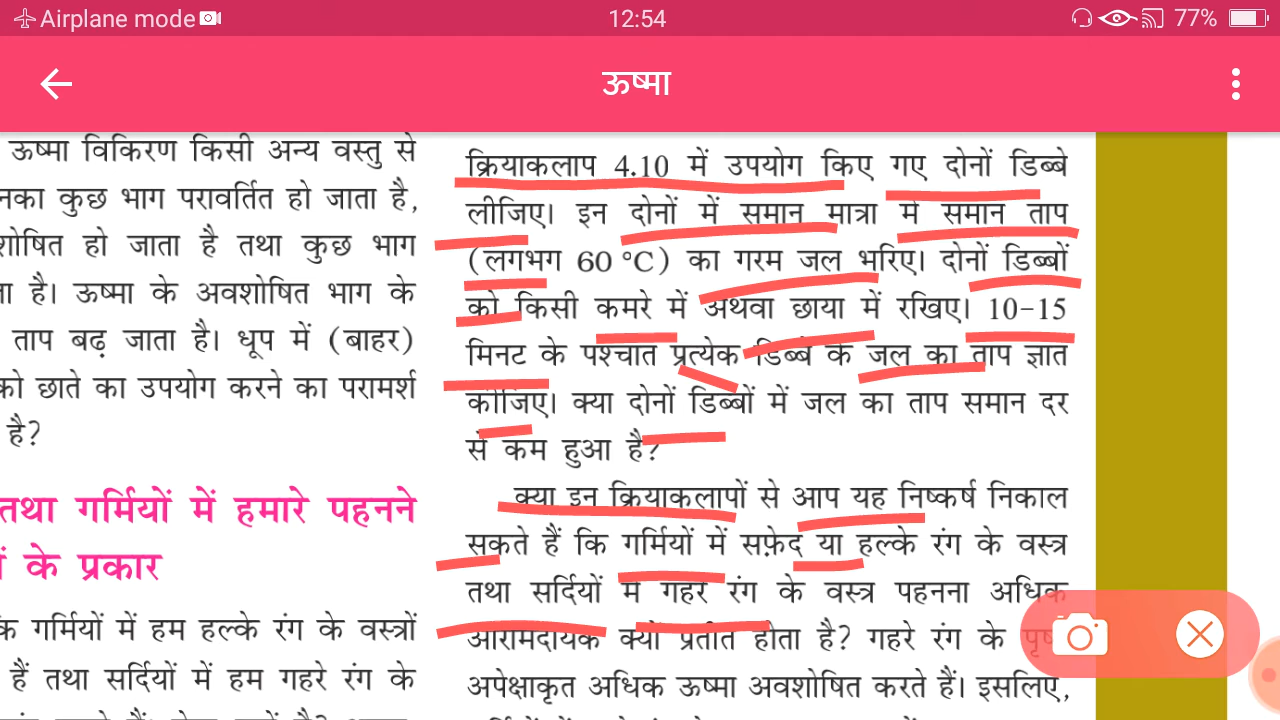 Airplane mode
12:54
77%
ऊष्मा
ऊष्मा विकिरण किसी अन्य वस्तु से
कुछ भाग परावर्तित हो जाता है,
हो जाता है तथा कुछ भाग
है। ऊष्मा के अवशोषित भाग के
ताप बढ़ जाता है। धूप में (बाहर)
को छाते का उपयोग करने का परामर्श
है?
तथा गर्मियों में हमारे पहनने
के प्रकार
गर्मियों में हम हल्के रंग के वस्त्रों
हैं तथा सर्दियों में हम गहरे रंग के
क्रियाकलाप 4.10 में उपयोग किए गए दोनों डिब्बे
लीजिए। इन दोनों में समान मात्रा में समान ताप
(लगभग 60 °C) का गरम जल भरिए। दोनों डिब्बों
को किसी कमरे में अथवा छाया में रखिए। 10-15
मिनट के पश्चात प्रत्येक डिब्बे के जल का ताप ज्ञात
कीजिए। क्या दोनों डिब्बों में जल का ताप समान दर
से कम हुआ है?
क्या इन क्रियाकलापों से आप यह निष्कर्ष निकाल
सकते हैं कि गर्मियों में सफ़ेद या हल्के रंग के वस्त्र
तथा सर्दियों में गहरे रंग के वस्त्र पहनना अधिक
आरामदायक क्यों प्रतीत होता है? गहरे रंग के
अपेक्षाकृत अधिक ऊष्मा अवशोषित करते हैं। इसलिए,